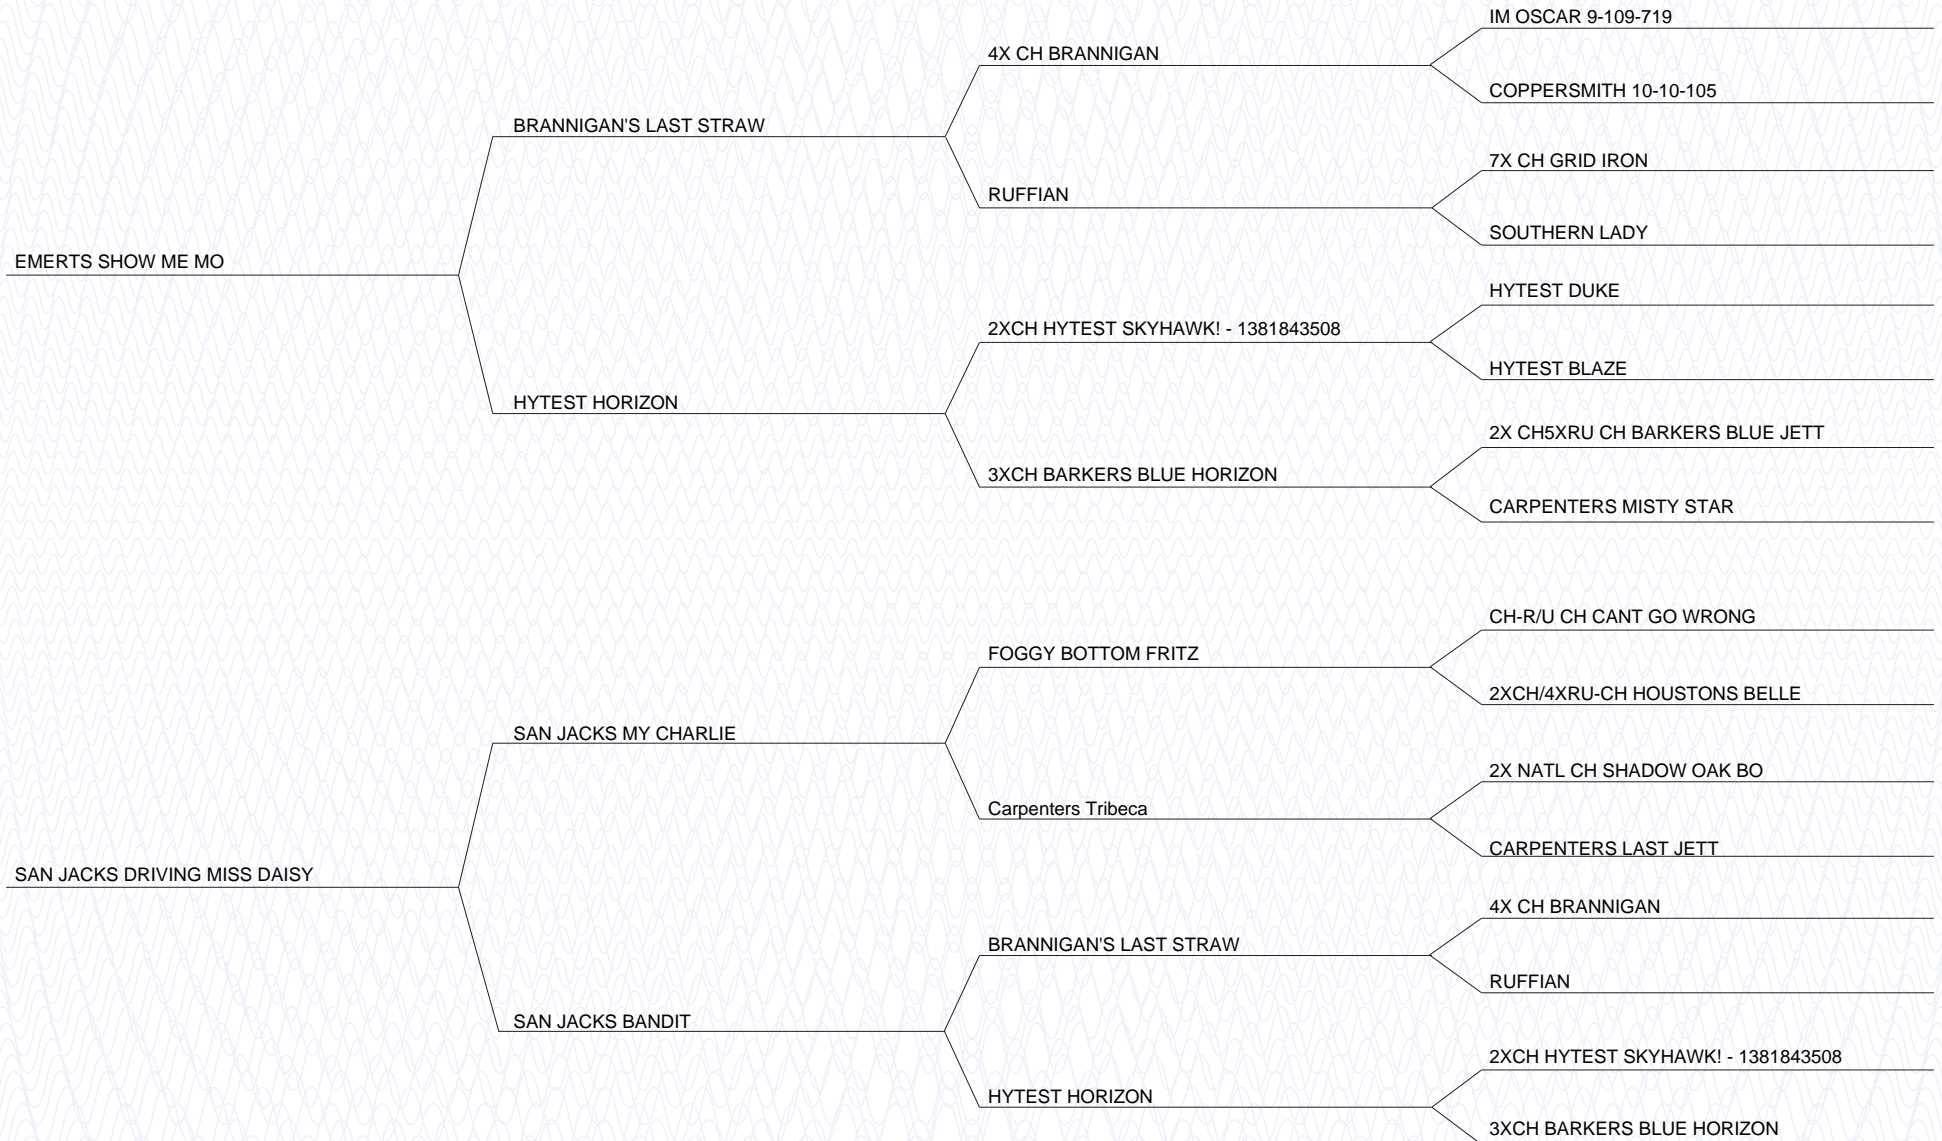 IM OSCAR 9-109-719
4X CH BRANNIGAN
COPPERSMITH 10-10-105
BRANNIGAN'S LAST STRAW
7X CH GRID IRON
RUFFIAN
SOUTHERN LADY
EMERTS SHOW ME MO
HYTEST DUKE
2XCH HYTEST SKYHAWK! - 1381843508
HYTEST BLAZE
HYTEST HORIZON
2X CH5XRU CH BARKERS BLUE JETT
3XCH BARKERS BLUE HORIZON
CARPENTERS MISTY STAR
CH-R/U CH CANT GO WRONG
FOGGY BOTTOM FRITZ
2XCH/4XRU-CH HOUSTONS BELLE
SAN JACKS MY CHARLIE
2X NATL CH SHADOW OAK BO
Carpenters Tribeca
CARPENTERS LAST JETT
SAN JACKS DRIVING MISS DAISY
4X CH BRANNIGAN
BRANNIGAN'S LAST STRAW
RUFFIAN
SAN JACKS BANDIT
2XCH HYTEST SKYHAWK! - 1381843508
HYTEST HORIZON
3XCH BARKERS BLUE HORIZON